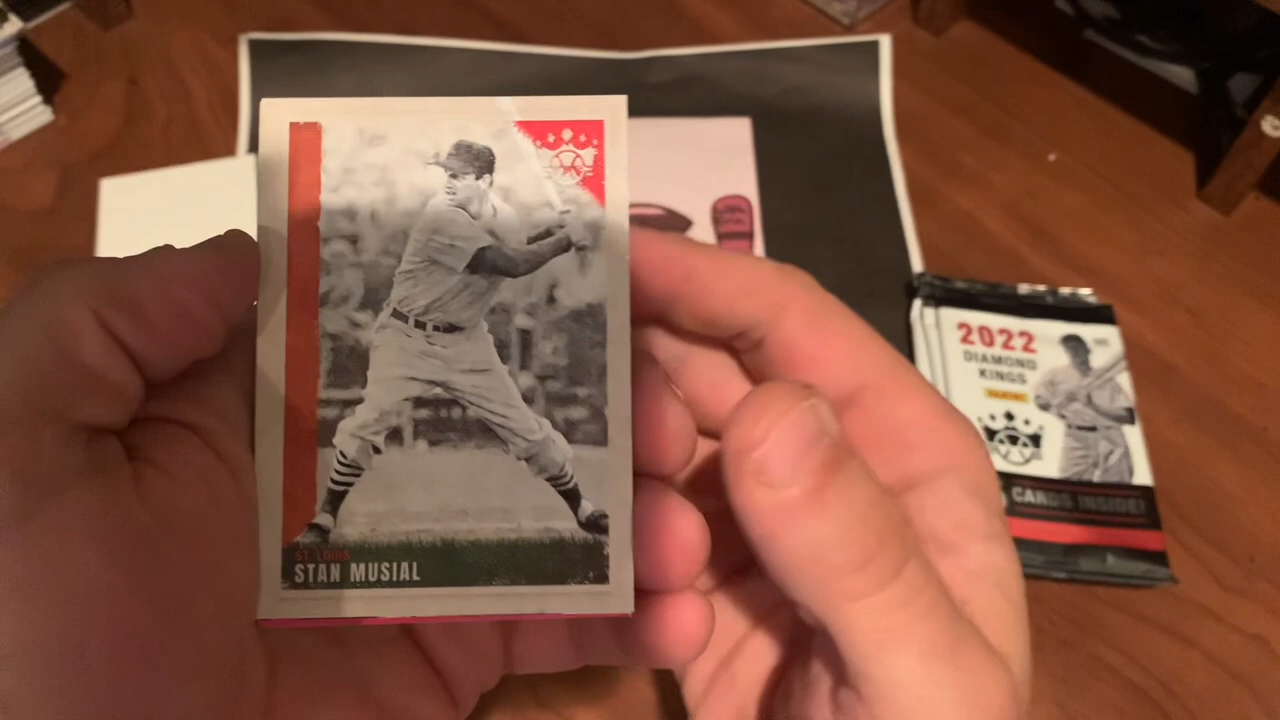 ST. LOUIS
STAN MUSIAL
2022
DIAMOND
KINGS
PANINI
CARDS INSIDE!